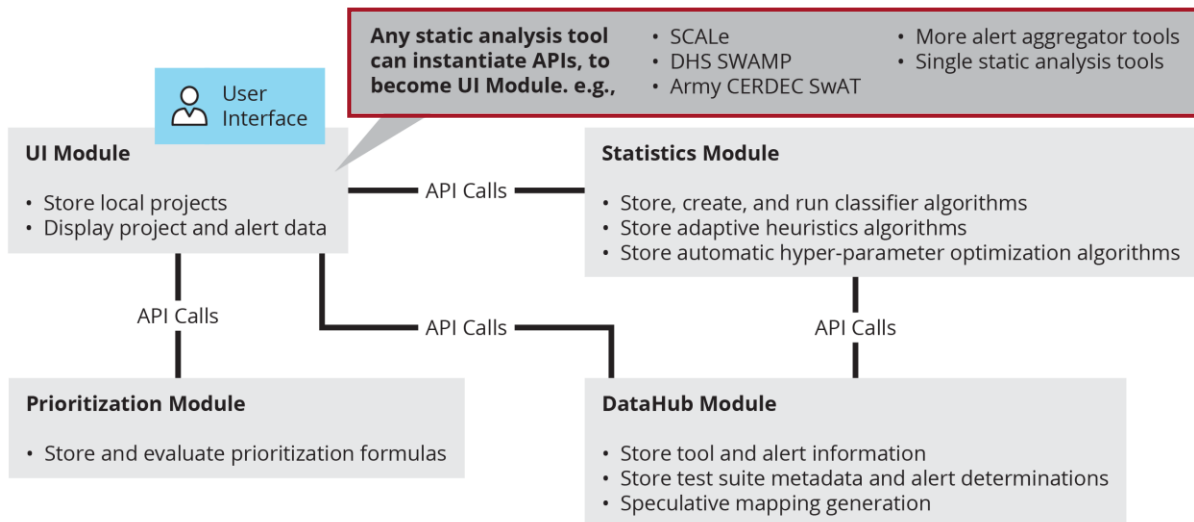 Any static analysis tool
can instantiate APIs, to
become UI Module. e.g.,
• SCALe
• DHS SWAMP
• Army CERDEC SwAT
• More alert aggregator tools
• Single static analysis tools
User
Interface
UI Module
• Store local projects
• Display project and alert data
API Calls
Statistics Module
• Store, create, and run classifier algorithms
• Store adaptive heuristics algorithms
• Store automatic hyper-parameter optimization algorithms
API Calls
API Calls
API Calls
Prioritization Module
• Store and evaluate prioritization formulas
DataHub Module
• Store tool and alert information
• Store test suite metadata and alert determinations
• Speculative mapping generation